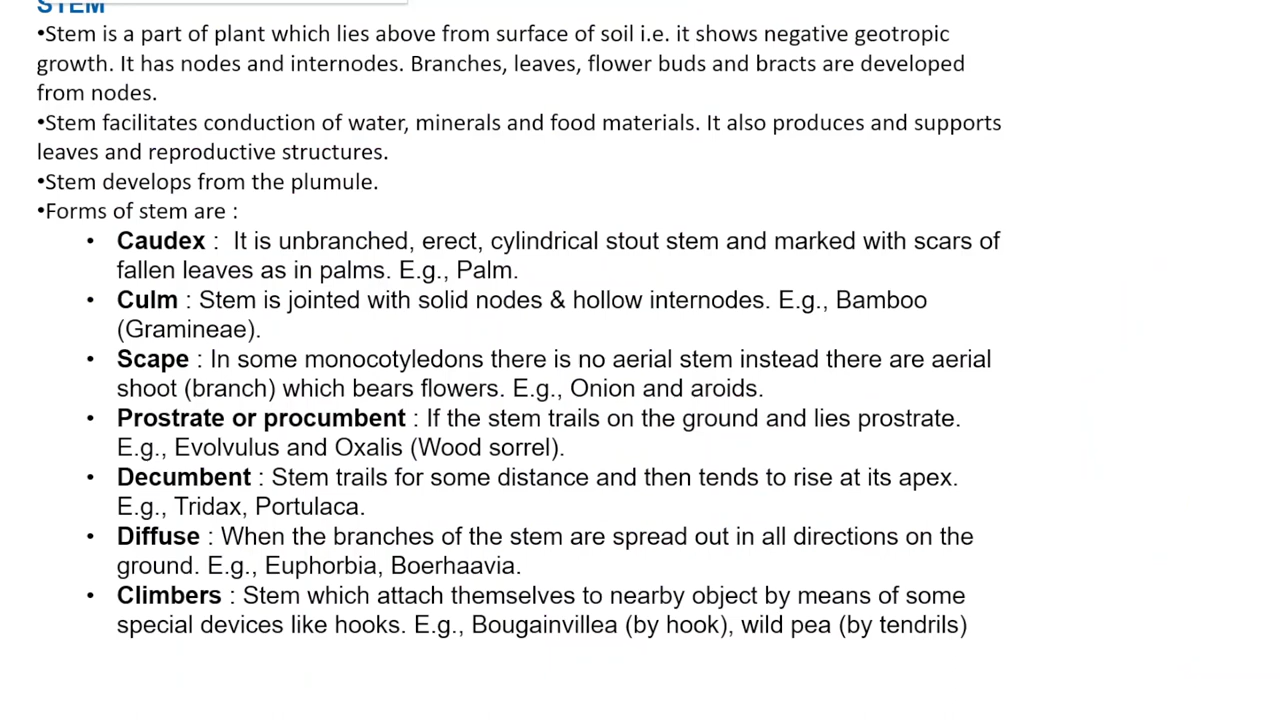 STEM
•Stem is a part of plant which lies above from surface of soil i.e. it shows negative geotropic
growth. It has nodes and internodes. Branches, leaves, flower buds and bracts are developed
from nodes.
•Stem facilitates conduction of water, minerals and food materials. It also produces and supports
leaves and reproductive structures.
•Stem develops from the plumule.
•Forms of stem are :
• Caudex : It is unbranched, erect, cylindrical stout stem and marked with scars of
fallen leaves as in palms. E.g., Palm.
• Culm : Stem is jointed with solid nodes & hollow internodes. E.g., Bamboo
(Gramineae).
• Scape : In some monocotyledons there is no aerial stem instead there are aerial
shoot (branch) which bears flowers. E.g., Onion and aroids.
• Prostrate or procumbent : If the stem trails on the ground and lies prostrate.
E.g., Evolvulus and Oxalis (Wood sorrel).
• Decumbent : Stem trails for some distance and then tends to rise at its apex.
E.g., Tridax, Portulaca.
• Diffuse : When the branches of the stem are spread out in all directions on the
ground. E.g., Euphorbia, Boerhaavia.
• Climbers : Stem which attach themselves to nearby object by means of some
special devices like hooks. E.g., Bougainvillea (by hook), wild pea (by tendrils)